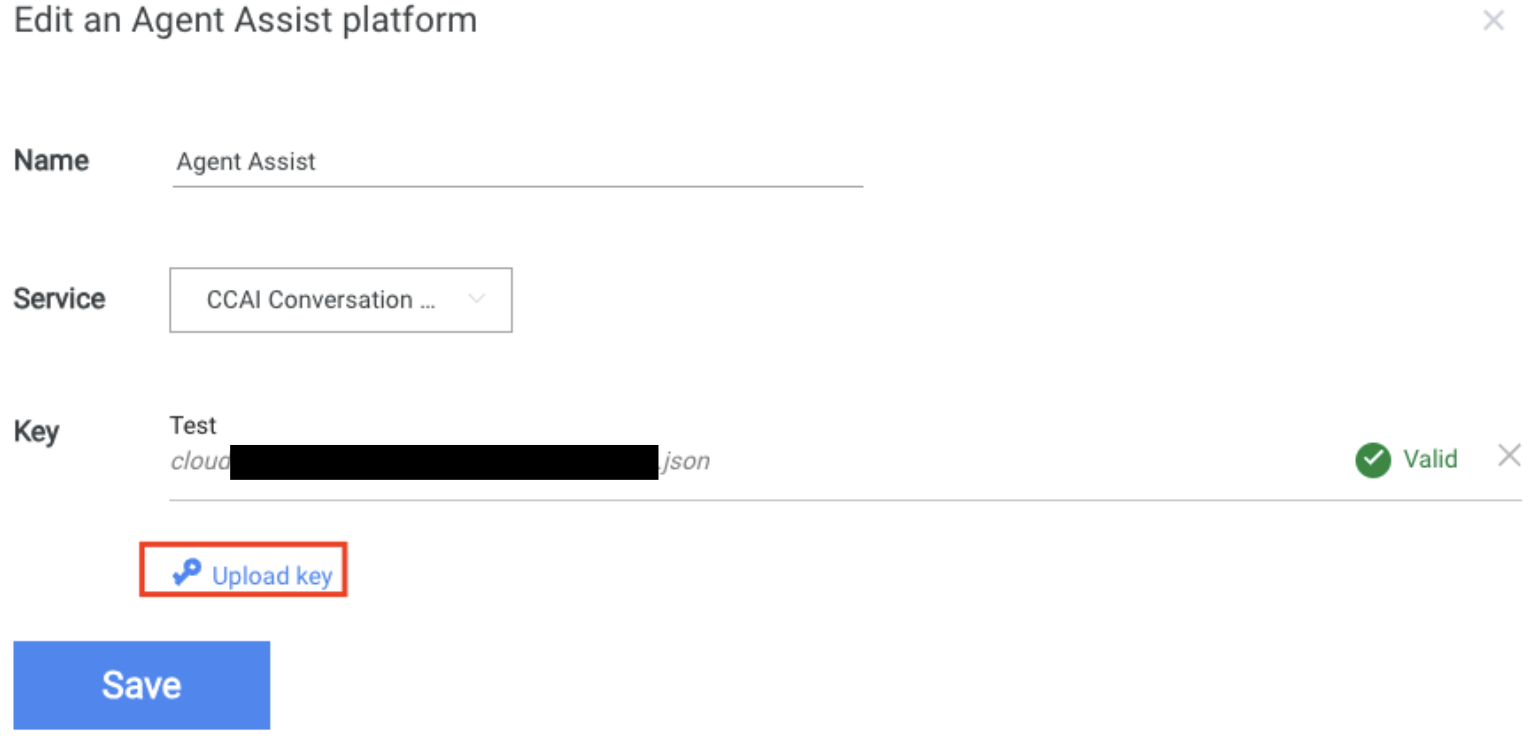 Edit an Agent Assist platform
Name Agent Assist
Service CCAI Conversation ...
Key Test
cloud .json Valid
Upload key
Save